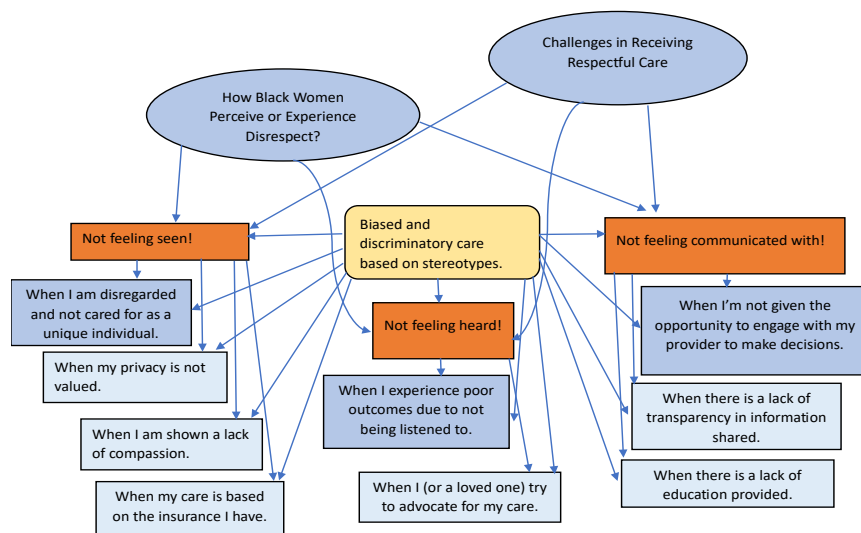 Challenges in Receiving
Respectful Care
How Black Women
Perceive or Experience
Disrespect?
Not feeling seen!
Biased and
discriminatory care
based on stereotypes.
Not feeling communicated with!
Not feeling heard!
When I am disregarded
and not cared for as a
unique individual.
When my privacy is not
valued.
When I am shown a lack
of compassion.
When my care is based
on the insurance I have.
When I experience poor
outcomes due to not
being listened to.
When I (or a loved one) try
to advocate for my care.
When I’m not given the
opportunity to engage with my
provider to make decisions.
When there is a lack of
transparency in information
shared.
When there is a lack of
education provided.